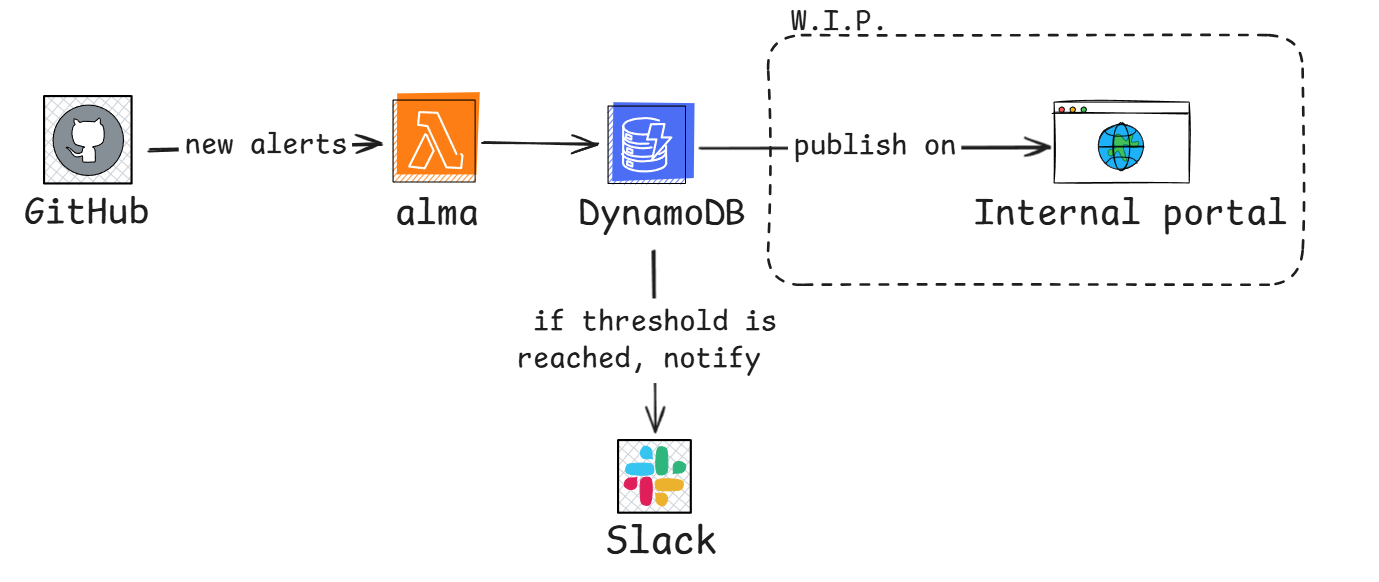 W.I.P.
new alerts
publish on
GitHub
alma
DynamoDB
Internal portal
if threshold is
reached, notify
Slack